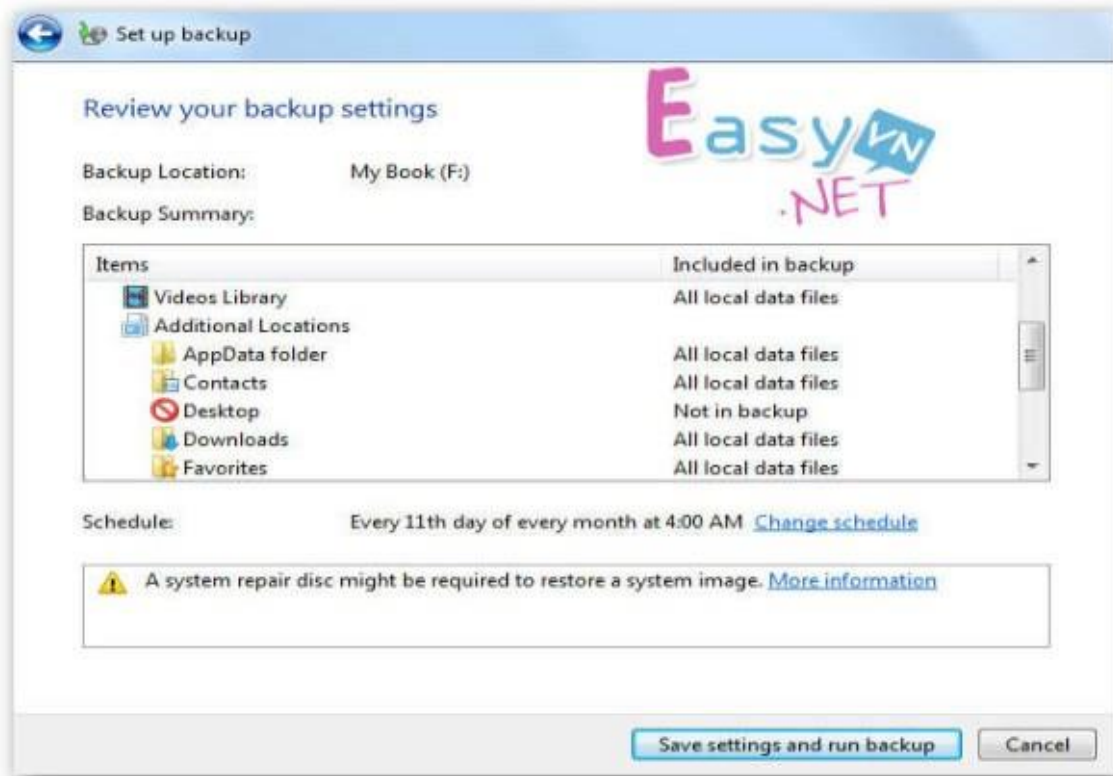 Set up backup
Review your backup settings
Easy VN
.NET
Backup Location: My Book (F:)
Backup Summary:
Items Included in backup
Videos Library All local data files
Additional Locations
AppData folder All local data files
Contacts All local data files
Desktop Not in backup
Downloads All local data files
Favorites All local data files
Schedule: Every 11th day of every month at 4:00 AM Change schedule
A system repair disc might be required to restore a system image. More information
Save settings and run backup Cancel